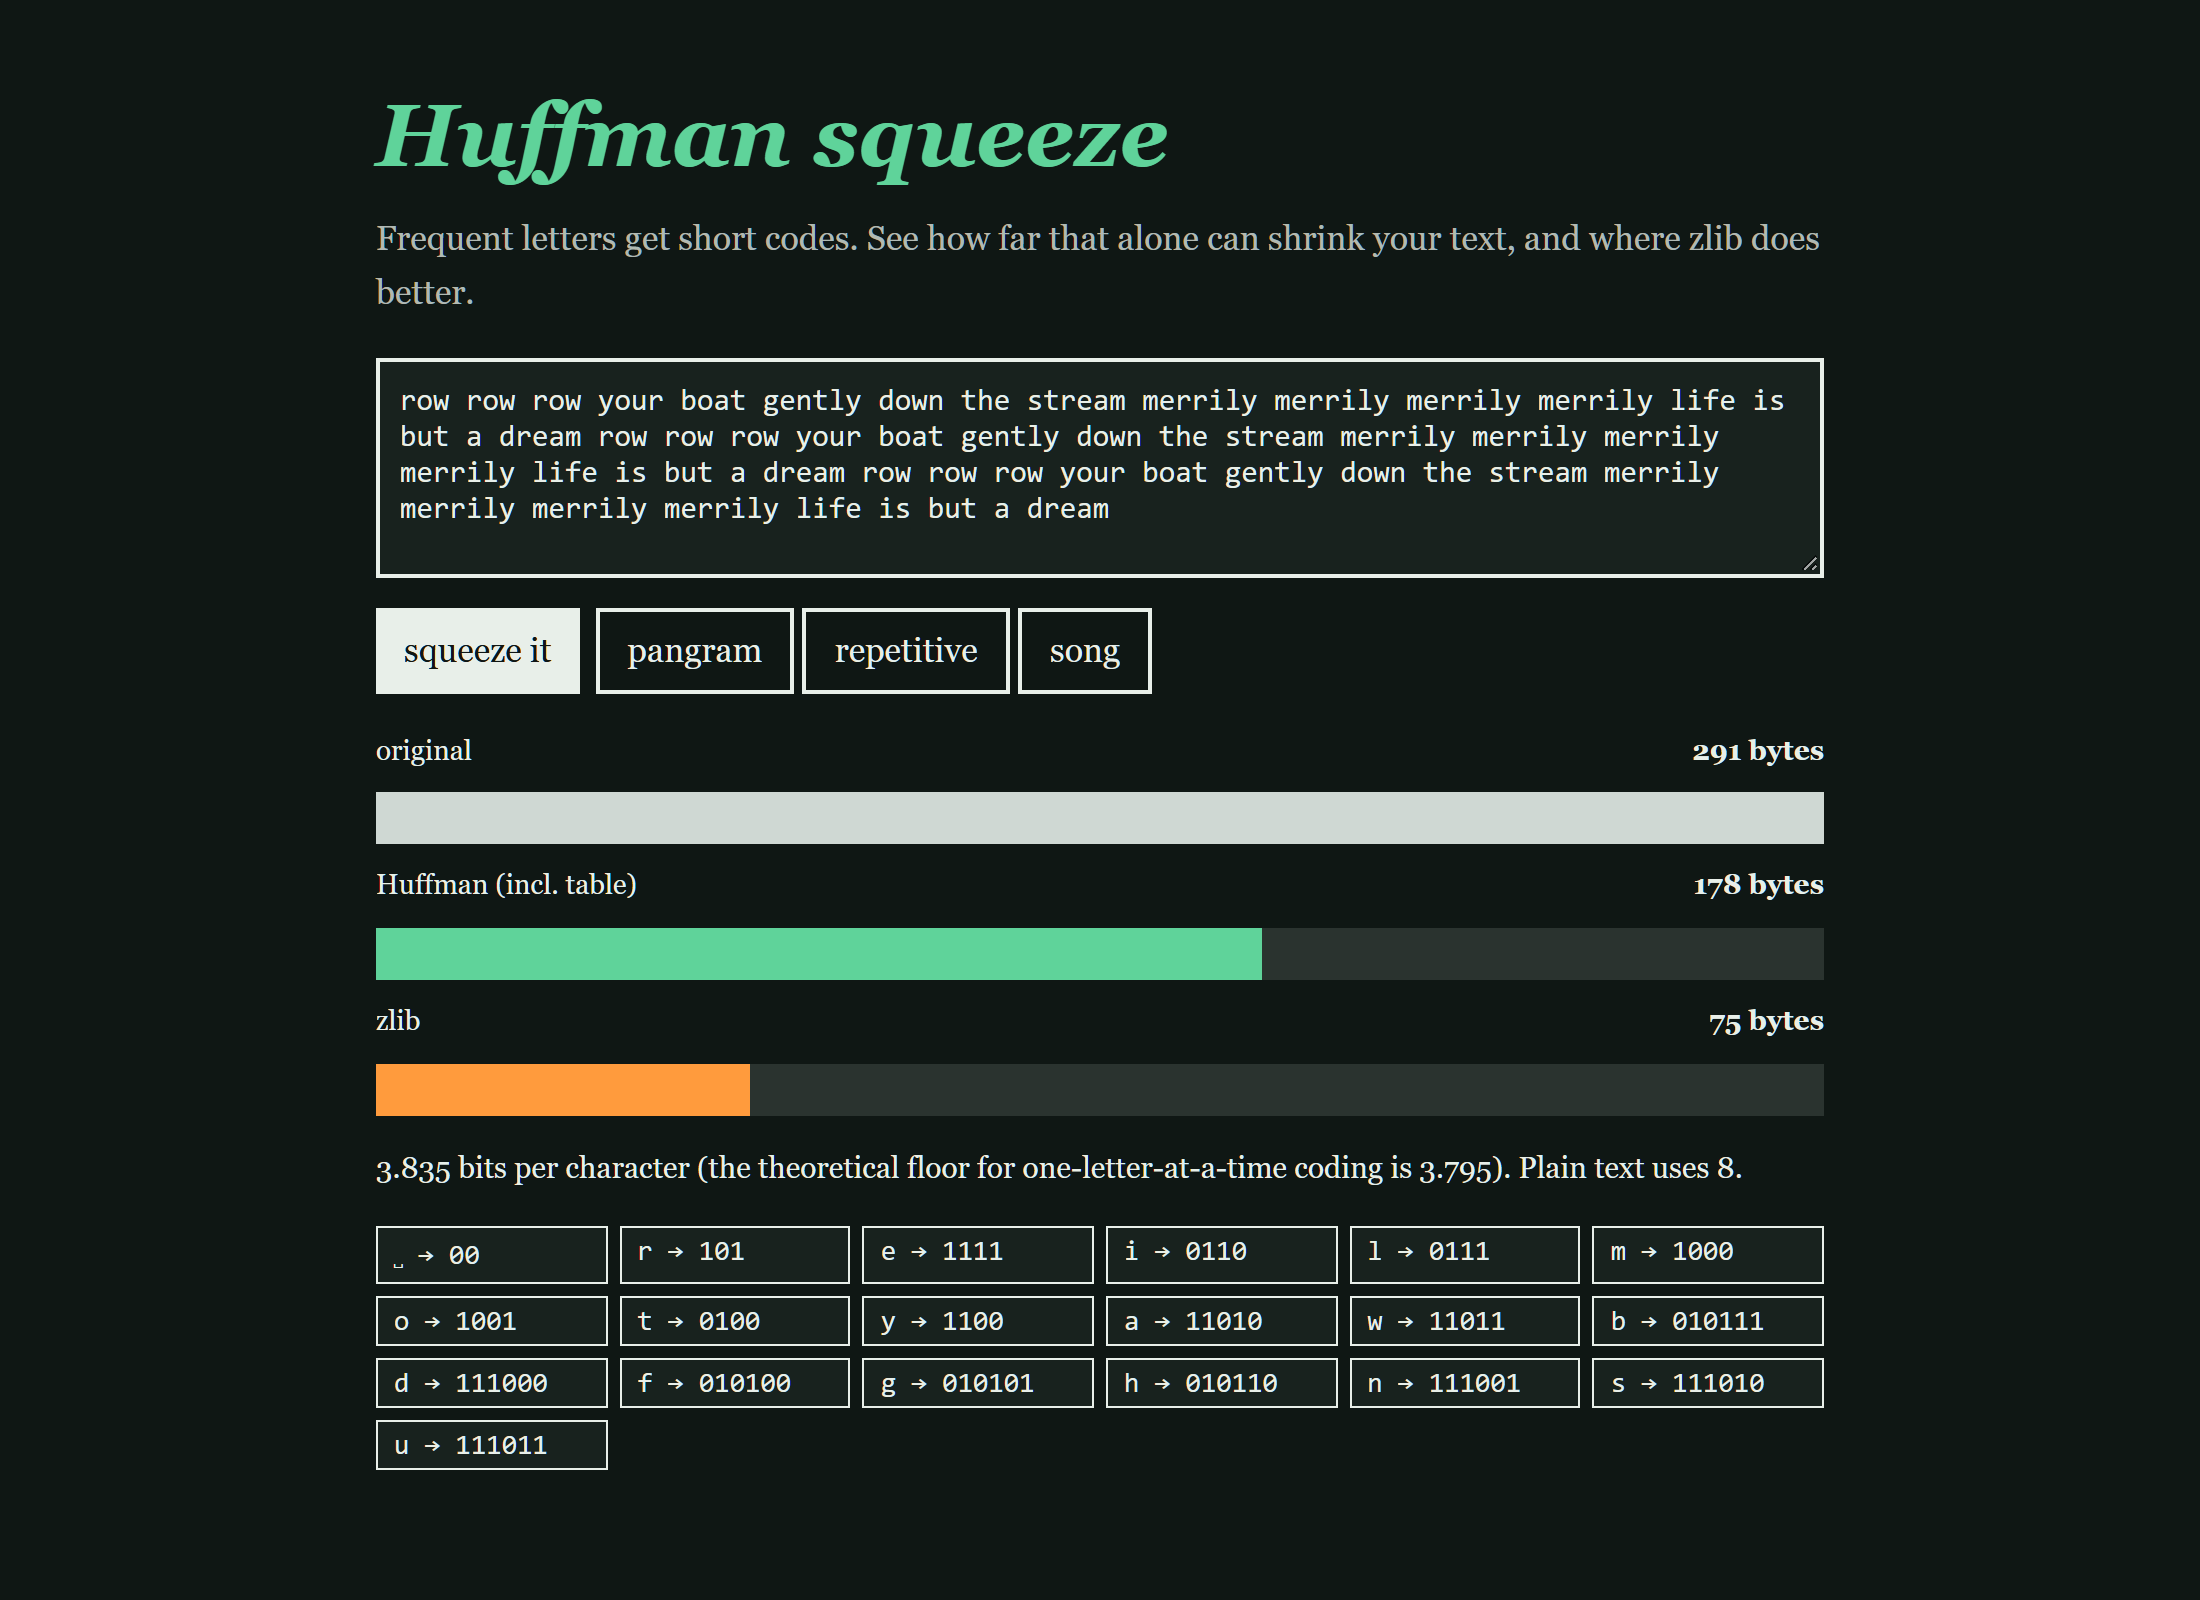 Huffman squeeze
Frequent letters get short codes. See how far that alone can shrink your text, and where zlib does
better.
row row row your boat gently down the stream merrily merrily merrily merrily life is
but a dream row row row your boat gently down the stream merrily merrily merrily
merrily life is but a dream row row row your boat gently down the stream merrily
merrily merrily merrily life is but a dream
squeeze it pangram repetitive song
original 291 bytes
Huffman (incl. table) 178 bytes
zlib 75 bytes
3.835 bits per character (the theoretical floor for one-letter-at-a-time coding is 3.795). Plain text uses 8.
␣ → 00 r → 101 e → 1111 i → 0110 l → 0111 m → 1000
o → 1001 t → 0100 y → 1100 a → 11010 w → 11011 b → 010111
d → 111000 f → 010100 g → 010101 h → 010110 n → 111001 s → 111010
u → 111011